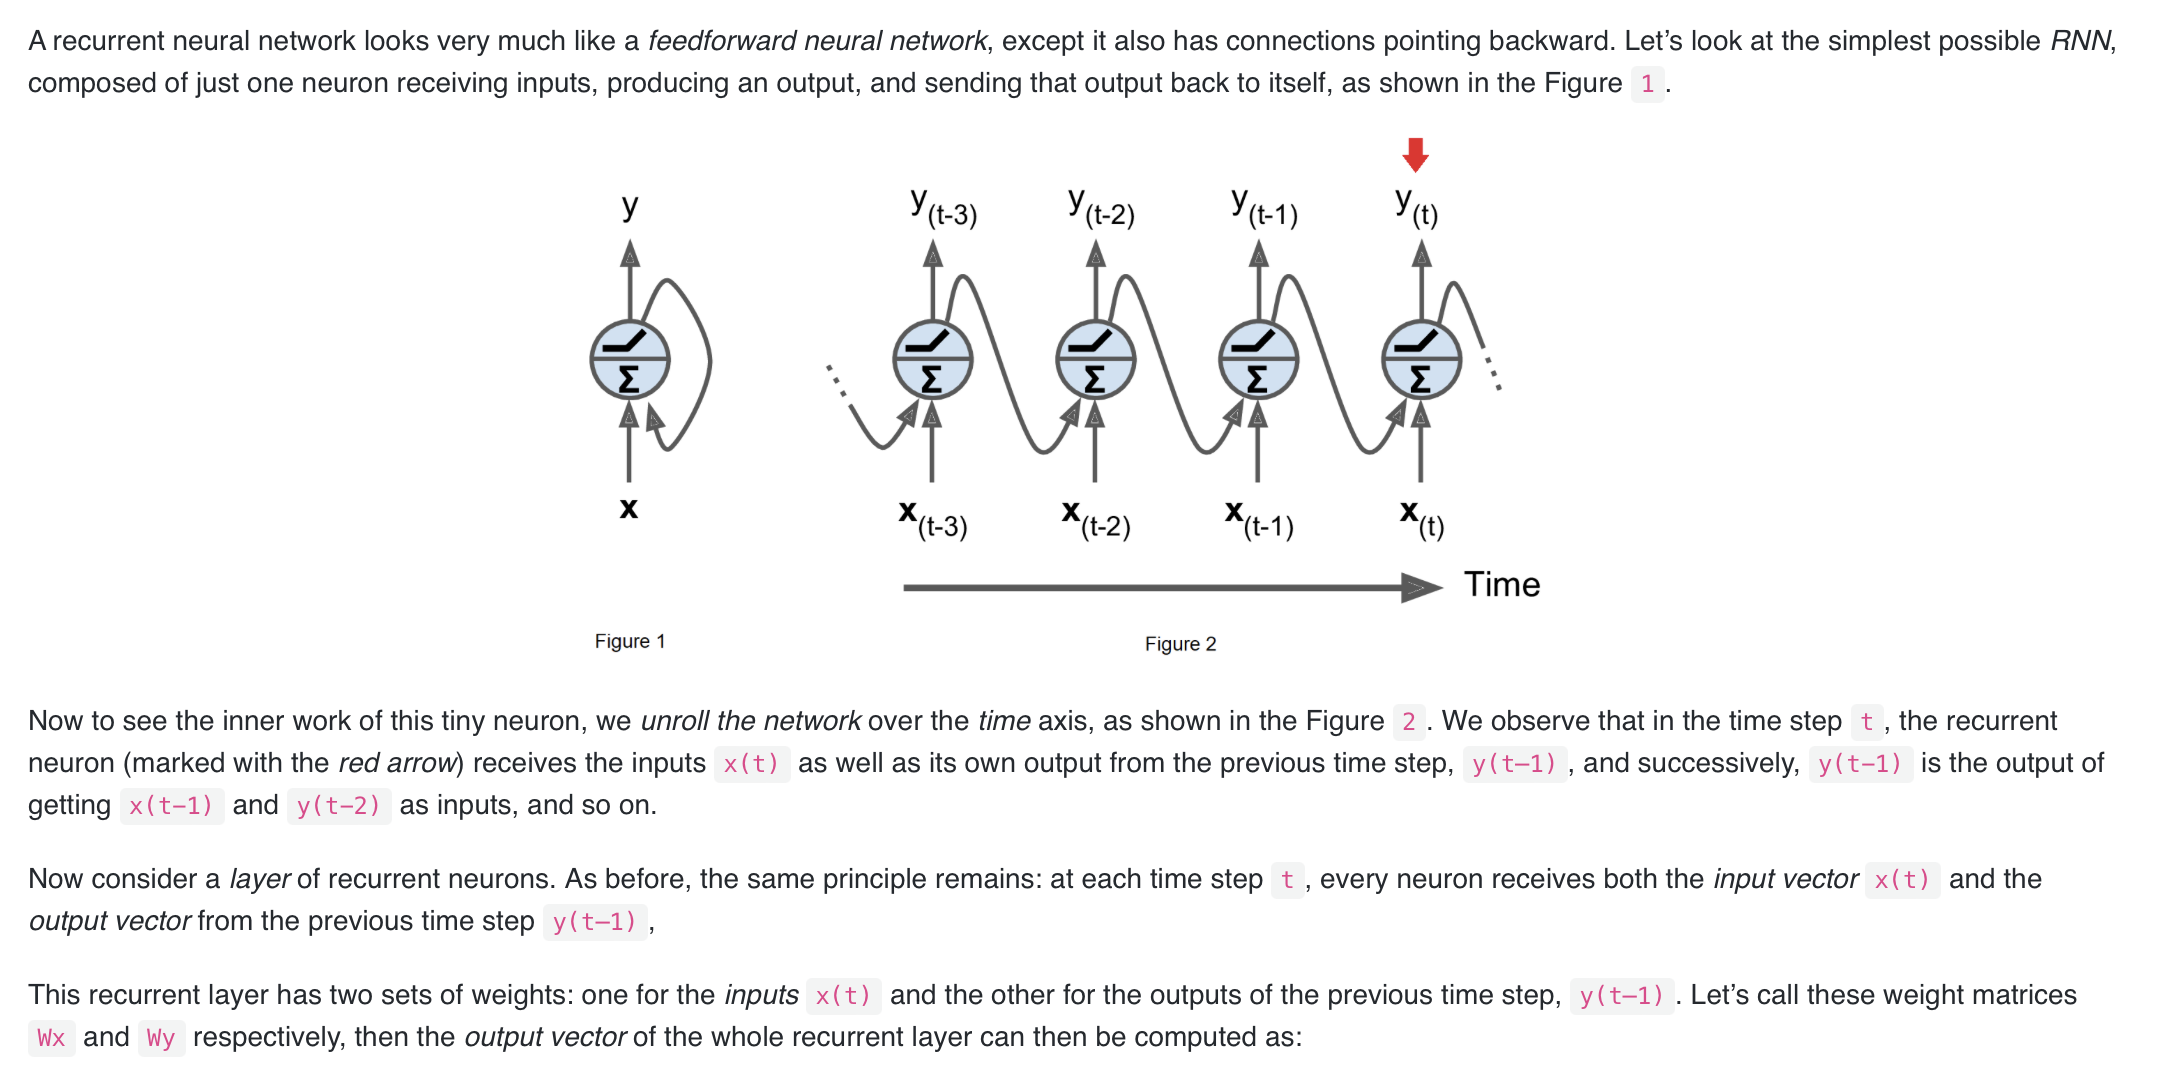 A recurrent neural network looks very much like a feedforward neural network, except it also has connections pointing backward. Let’s look at the simplest possible RNN,
composed of just one neuron receiving inputs, producing an output, and sending that output back to itself, as shown in the Figure 1 .
y
y(t-3)
y(t-2)
y(t-1)
y(t)
Σ
Σ
Σ
Σ
Σ
x
x(t-3)
x(t-2)
x(t-1)
x(t)
Time
Figure 1
Figure 2
Now to see the inner work of this tiny neuron, we unroll the network over the time axis, as shown in the Figure 2 . We observe that in the time step t , the recurrent
neuron (marked with the red arrow) receives the inputs x(t) as well as its own output from the previous time step, y(t–1) , and successively, y(t–1) is the output of
getting x(t–1) and y(t–2) as inputs, and so on.
Now consider a layer of recurrent neurons. As before, the same principle remains: at each time step t , every neuron receives both the input vector x(t) and the
output vector from the previous time step y(t–1) ,
This recurrent layer has two sets of weights: one for the inputs x(t) and the other for the outputs of the previous time step, y(t–1) . Let’s call these weight matrices
Wx and Wy respectively, then the output vector of the whole recurrent layer can then be computed as: